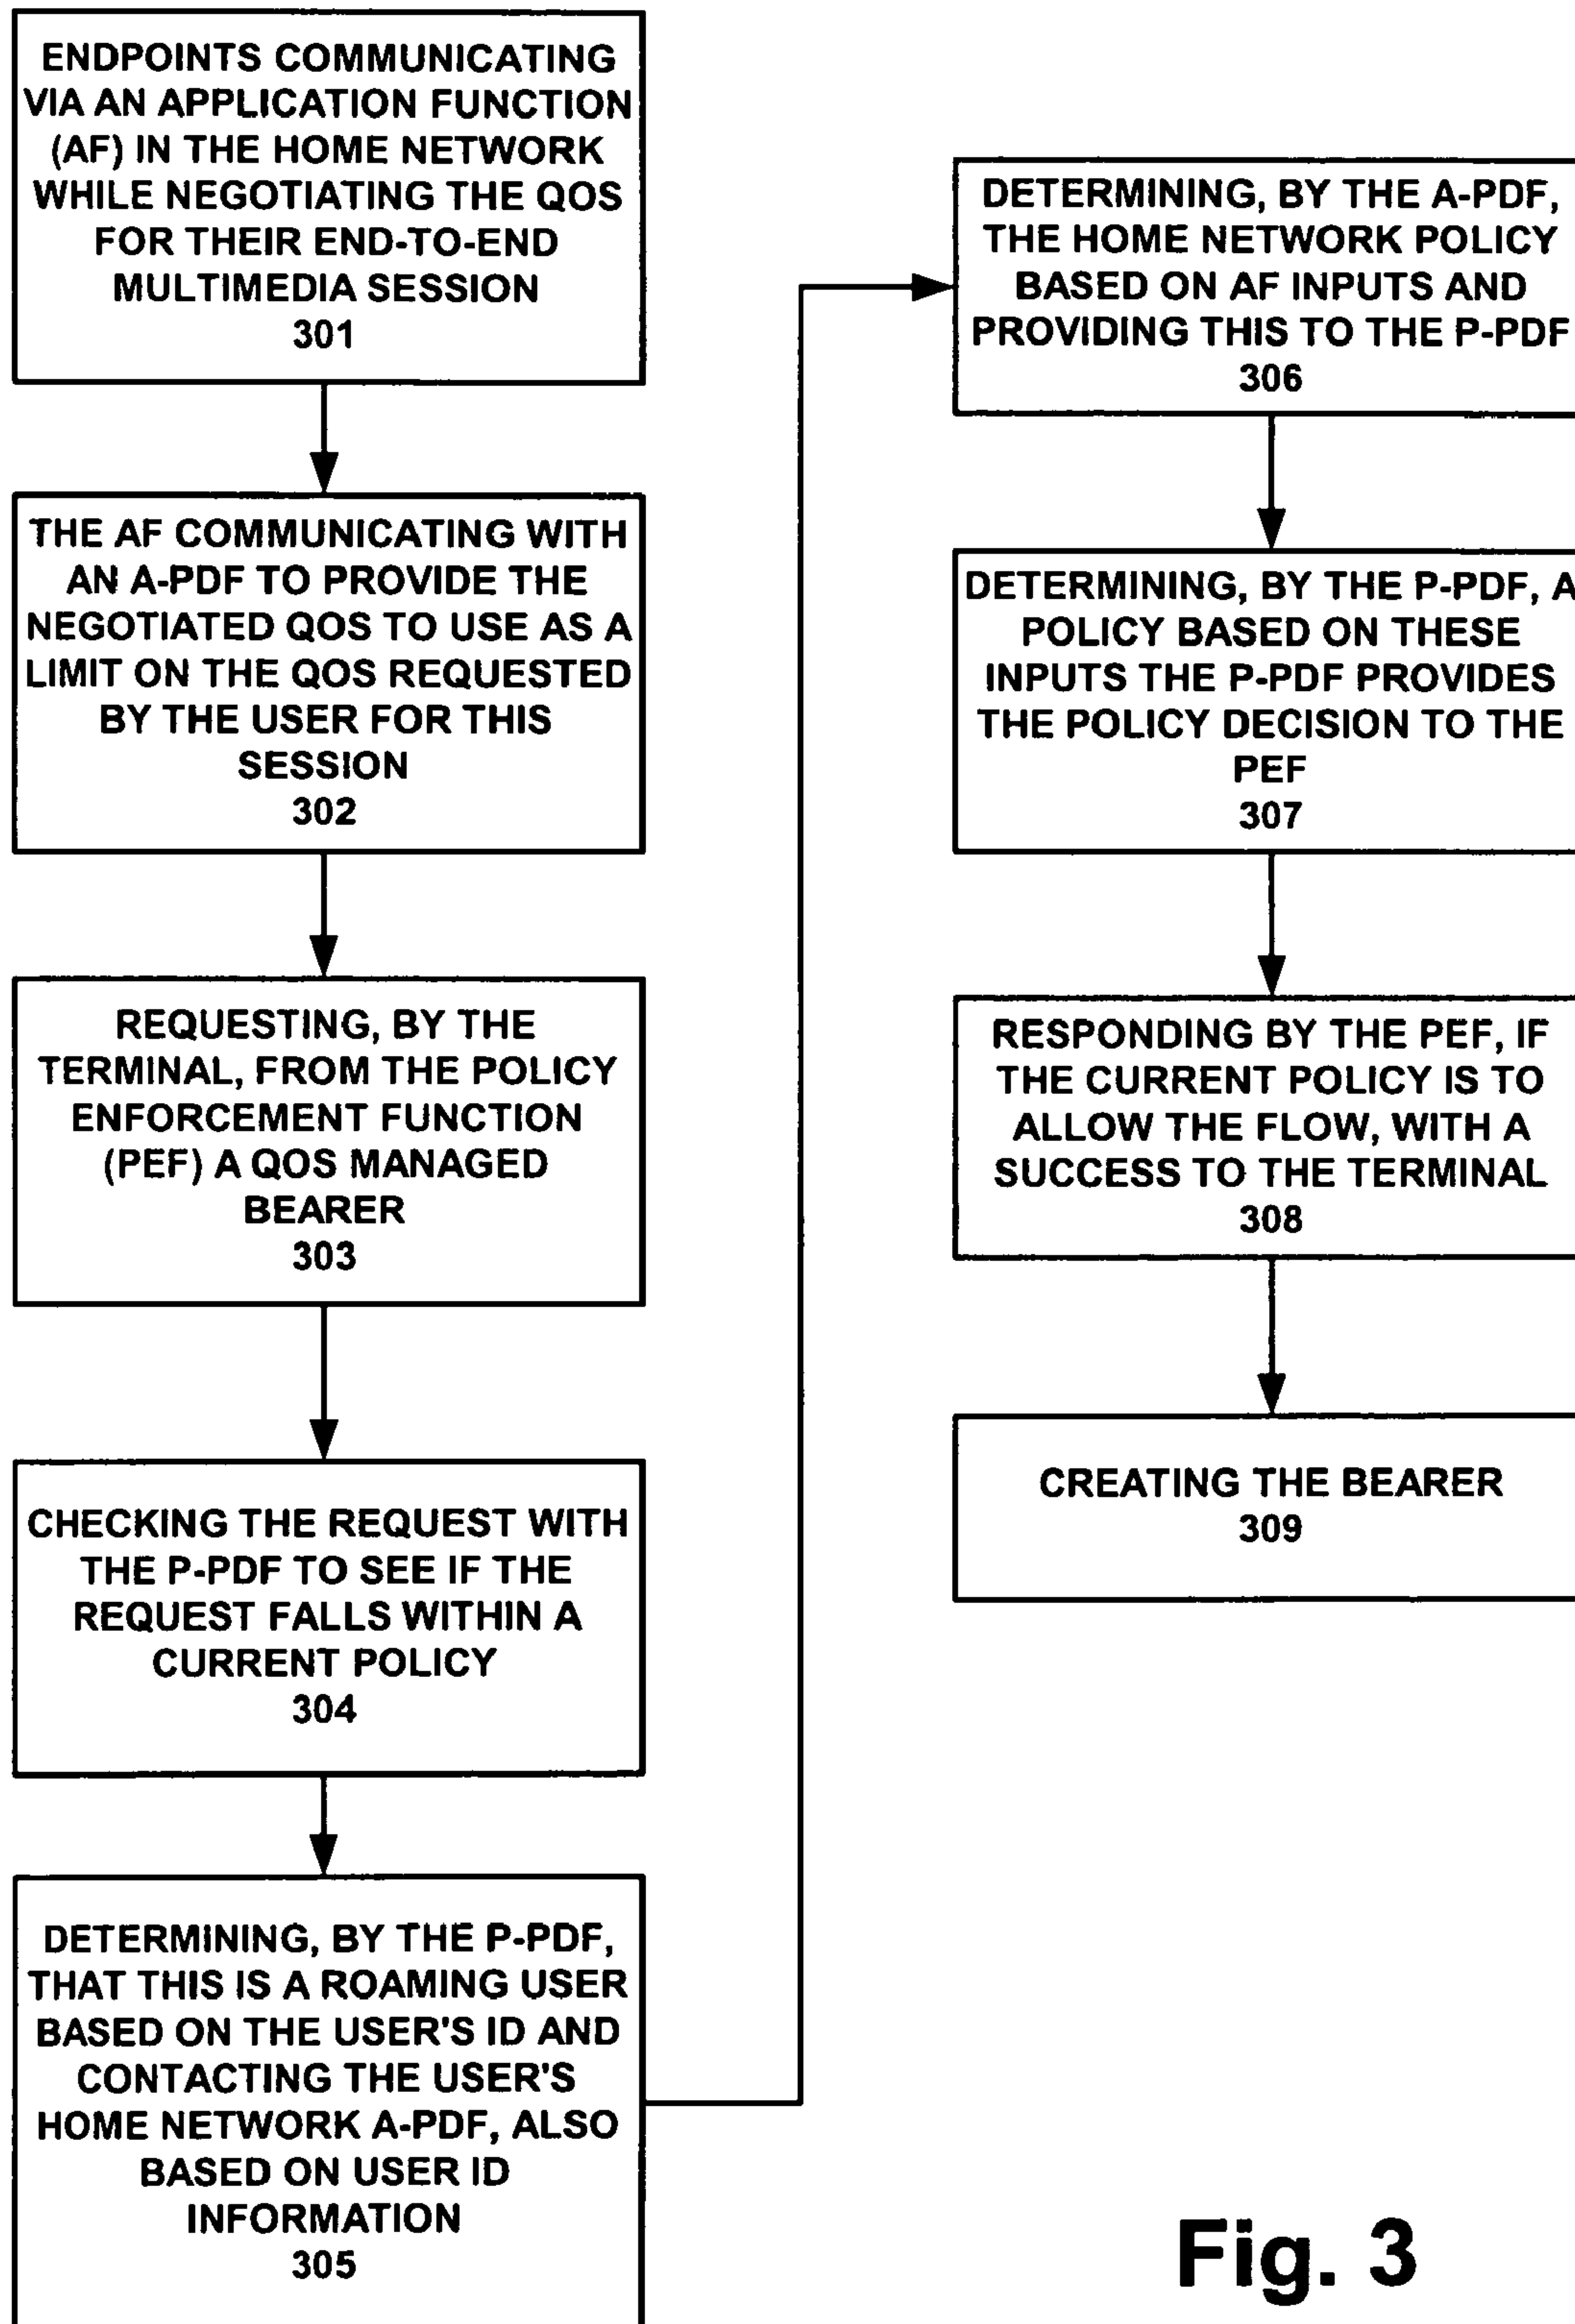 ENDPOINTS COMMUNICATING
VIA AN APPLICATION FUNCTION
(AF) IN THE HOME NETWORK
WHILE NEGOTIATING THE QOS
FOR THEIR END-TO-END
MULTIMEDIA SESSION
301
THE AF COMMUNICATING WITH
AN A-PDF TO PROVIDE THE
NEGOTIATED QOS TO USE AS A
LIMIT ON THE QOS REQUESTED
BY THE USER FOR THIS
SESSION
302
REQUESTING, BY THE
TERMINAL, FROM THE POLICY
ENFORCEMENT FUNCTION
(PEF) A QOS MANAGED
BEARER
303
CHECKING THE REQUEST WITH
THE P-PDF TO SEE IF THE
REQUEST FALLS WITHIN A
CURRENT POLICY
304
DETERMINING, BY THE P-PDF,
THAT THIS IS A ROAMING USER
BASED ON THE USER'S ID AND
CONTACTING THE USER'S
HOME NETWORK A-PDF, ALSO
BASED ON USER ID
INFORMATION
305
DETERMINING, BY THE A-PDF,
THE HOME NETWORK POLICY
BASED ON AF INPUTS AND
PROVIDING THIS TO THE P-PDF
306
DETERMINING, BY THE P-PDF, A
POLICY BASED ON THESE
INPUTS THE P-PDF PROVIDES
THE POLICY DECISION TO THE
PEF
307
RESPONDING BY THE PEF, IF
THE CURRENT POLICY IS TO
ALLOW THE FLOW, WITH A
SUCCESS TO THE TERMINAL
308
CREATING THE BEARER
309
Fig. 3